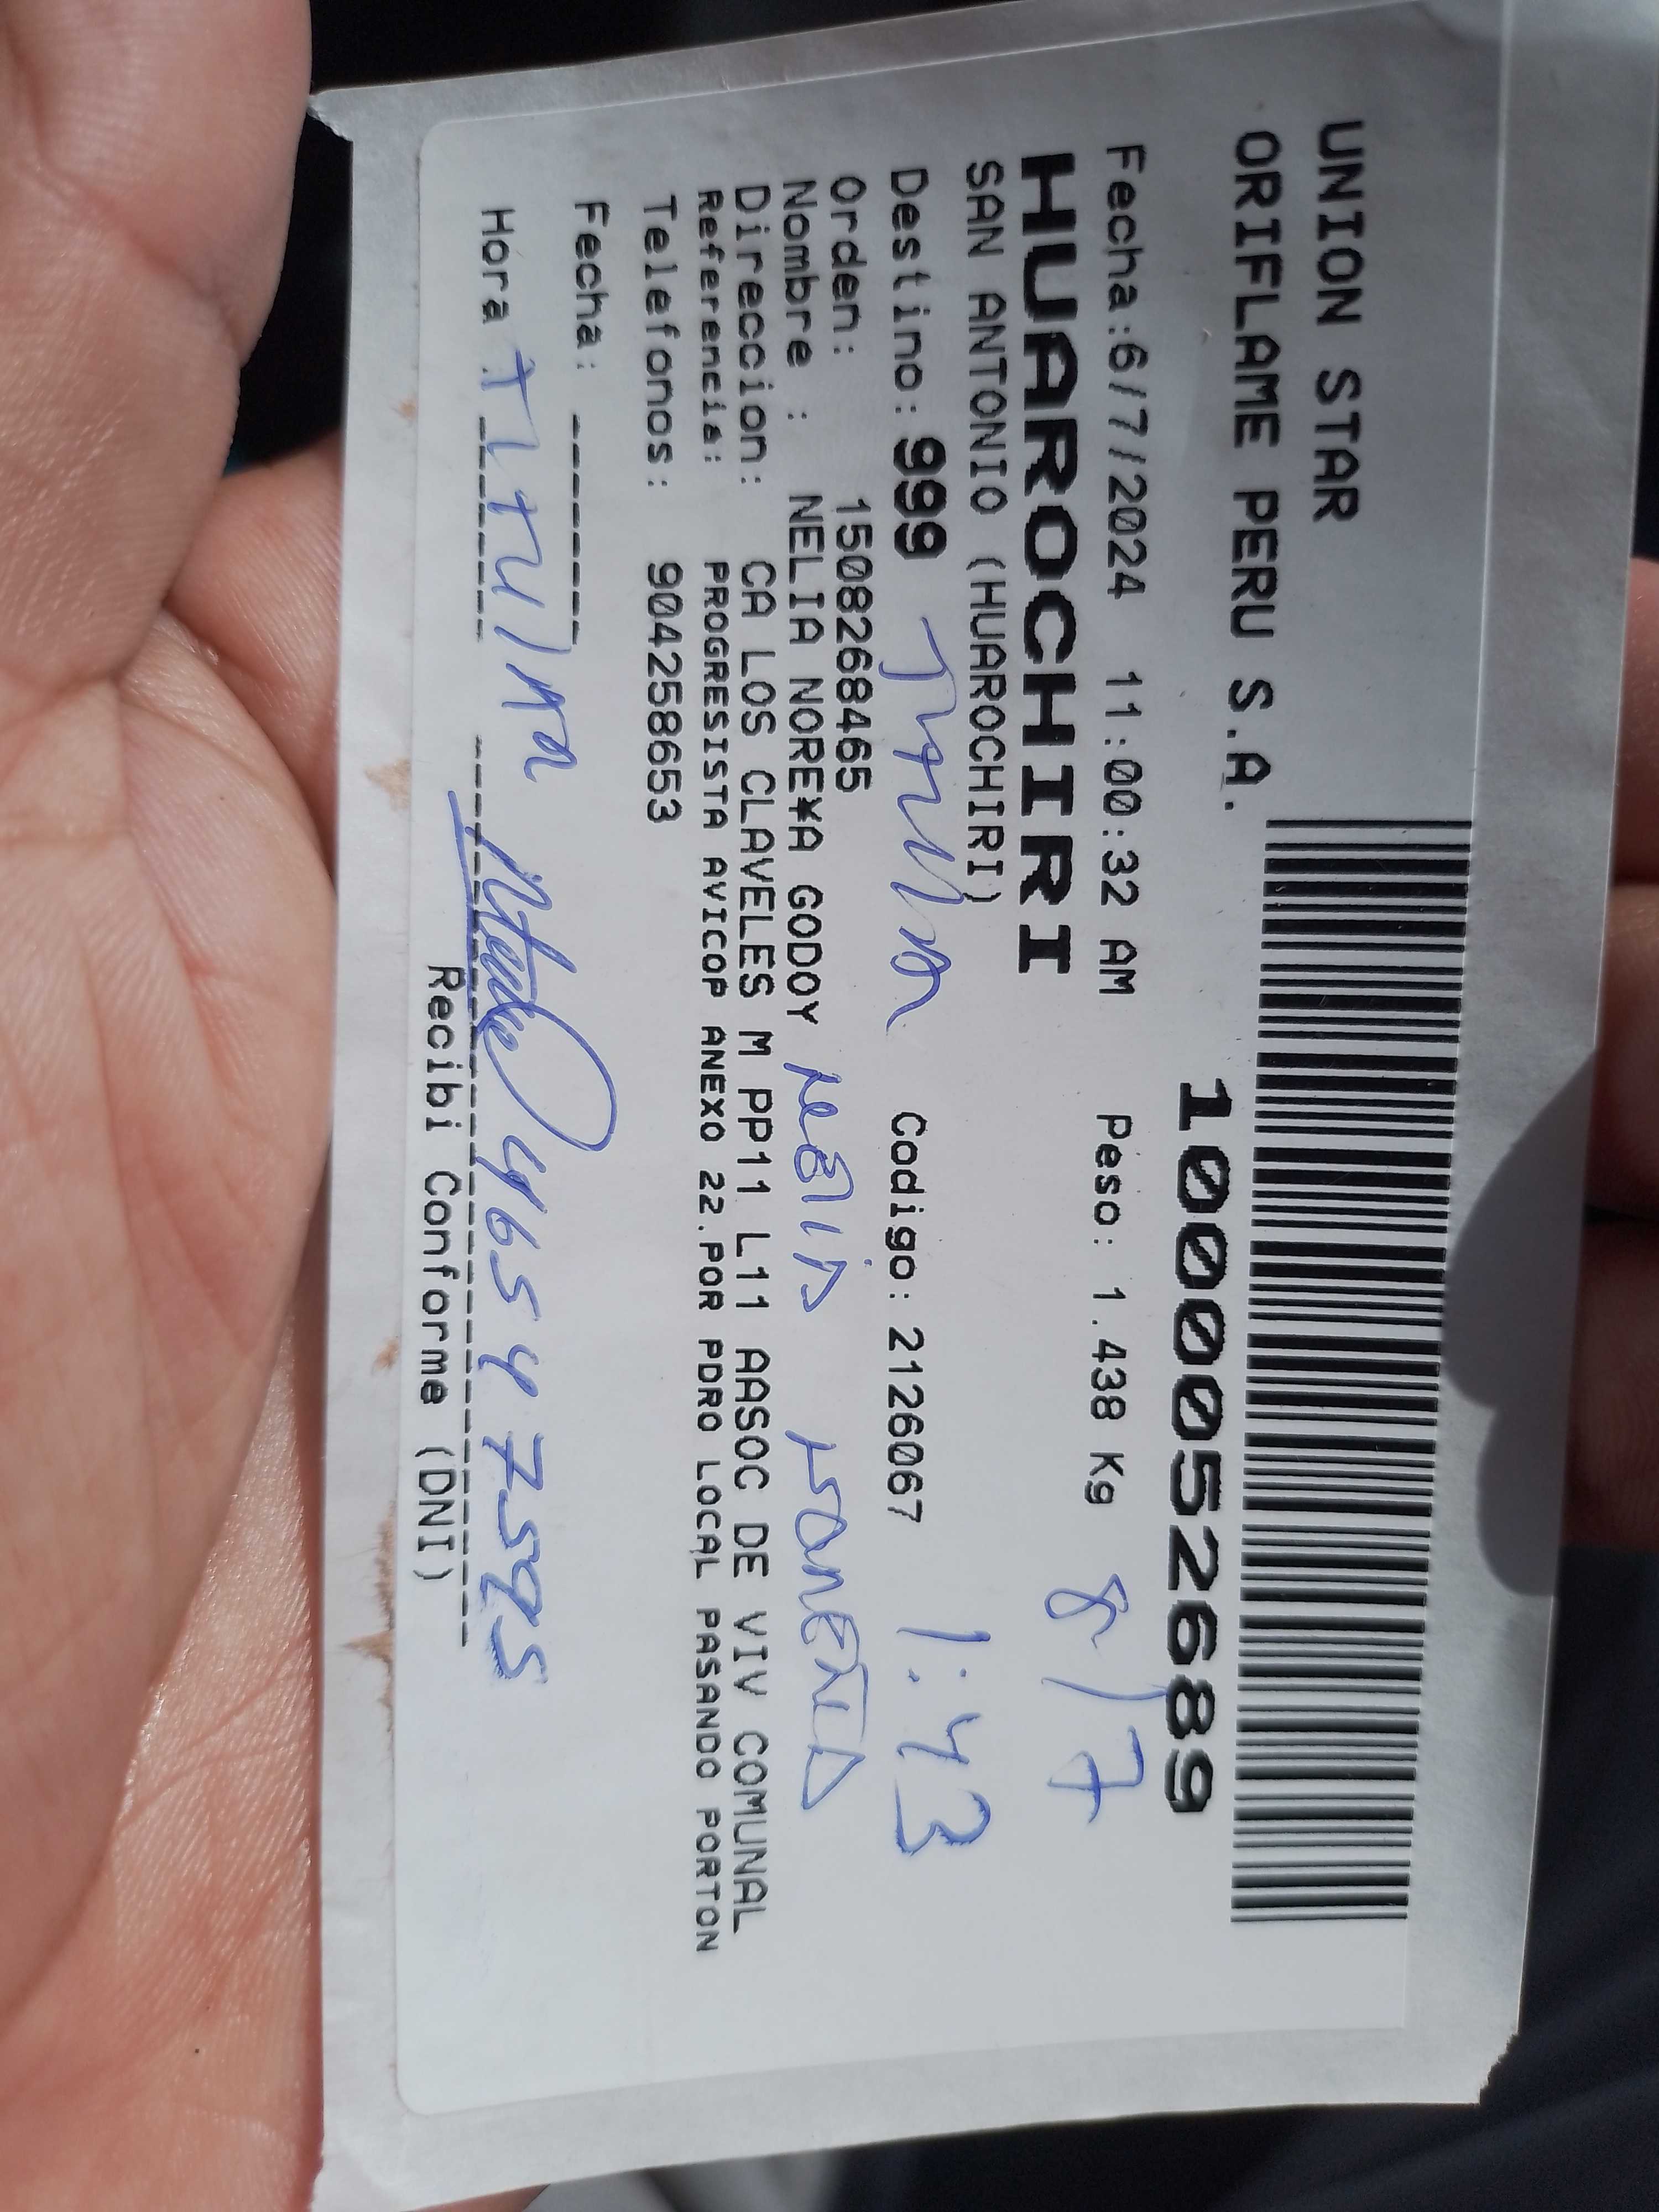 UNION STAR
ORIFLAME PERU S.A.
10000052689
Fecha:6/7/2024 11:00:32 AM Peso: 1.438 Kg 8/7
HUAROCHIRI
SAN ANTONIO (HUAROCHIRI)
Destino: 999 Codigo: 2126067 1:43
Orden: 1508268465
Nombre : NELIA NORE¥A GODOY
Direccion: CA LOS CLAVELES M PP11 L11 AASOC DE VIV COMUNAL
Referencia: PROGRESISTA AVICOP ANEXO 22.POR PDRO LOCAL PASANDO PORTON
Telefonos: 904258653
Fecha: _______
Hora 46547595
Recibi Conforme (DNI)